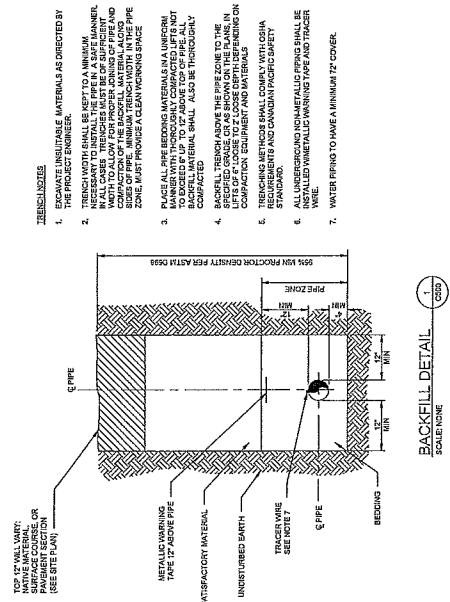 TRENCH NOTES
1. EXCAVATE UNSUITABLE MATERIALS AS DIRECTED BY
THE PROJECT ENGINEER.
2. TRENCH WIDTH SHALL BE KEPT TO A MINIMUM
NECESSARY TO INSTALL THE PIPE IN A SAFE MANNER.
IN ALL CASES TRENCHES MUST BE OF SUFFICIENT
WIDTH TO ALLOW FOR PROPER JOINING OF PIPE AND
COMPACTION OF THE BACKFILL MATERIAL ALONG
SIDES OF PIPE. MINIMUM TRENCH WIDTH IN THE PIPE
ZONE, MUST PROVIDE A CLEAN WORKING SPACE
3. PLACE ALL PIPE BEDDING MATERIALS IN A UNIFORM
MANNER WITH THOROUGHLY COMPACTED LIFTS NOT
TO EXCEED 6" UP TO 12" ABOVE TOP OF PIPE. ALL
BACKFILL MATERIAL SHALL ALSO BE THOROUGHLY
COMPACTED
4. BACKFILL TRENCH ABOVE THE PIPE ZONE TO THE
SPECIFIED GRADE, OR AS SHOWN ON THE PLANS, IN
LIFTS OF 6" LOOSE TO 2' LOOSE DEPTH DEPENDING ON
COMPACTION EQUIPMENT AND MATERIALS
5. TRENCHING METHODS SHALL COMPLY WITH OSHA
REQUIREMENTS AND CANADIAN PACIFIC SAFETY
STANDARD.
6. ALL UNDERGROUND NON-METALLIC PIPING SHALL BE
INSTALLED W/METALLIC WARNING TAPE AND TRACER
WIRE.
7. WATER PIPING TO HAVE A MINIMUM 72" COVER.
TOP 12" WILL VARY:
NATIVE MATERIAL,
SURFACE COURSE, OR
PAVEMENT SECTION
(SEE SITE PLAN)
℄ PIPE
METALLIC WARNING
TAPE 12" ABOVE PIPE
ATISFACTORY MATERIAL
UNDISTURBED EARTH
TRACER WIRE
SEE NOTE 7
℄ PIPE
BEDDING
95% MIN PROCTOR DENSITY PER ASTM D698
PIPE ZONE
12"
MIN
4"
MIN
12"
MIN
12"
MIN
BACKFILL DETAIL
SCALE: NONE
1
C500